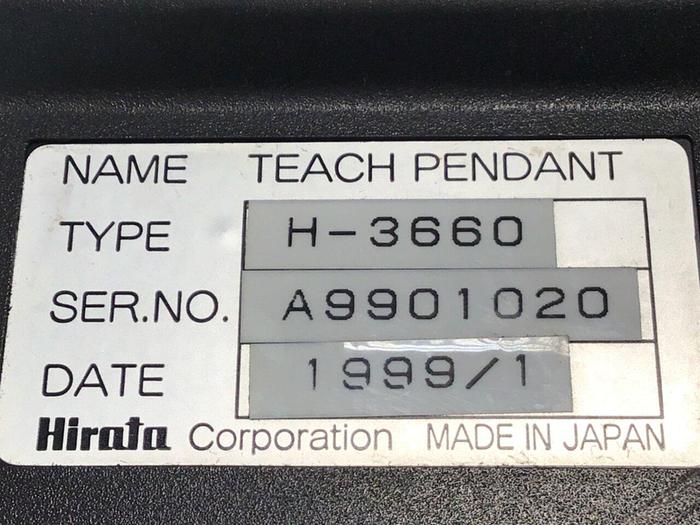 NAME TEACH PENDANT
TYPE H-3660
SER.NO. A9901020
DATE 1999/1
Hirata Corporation MADE IN JAPAN